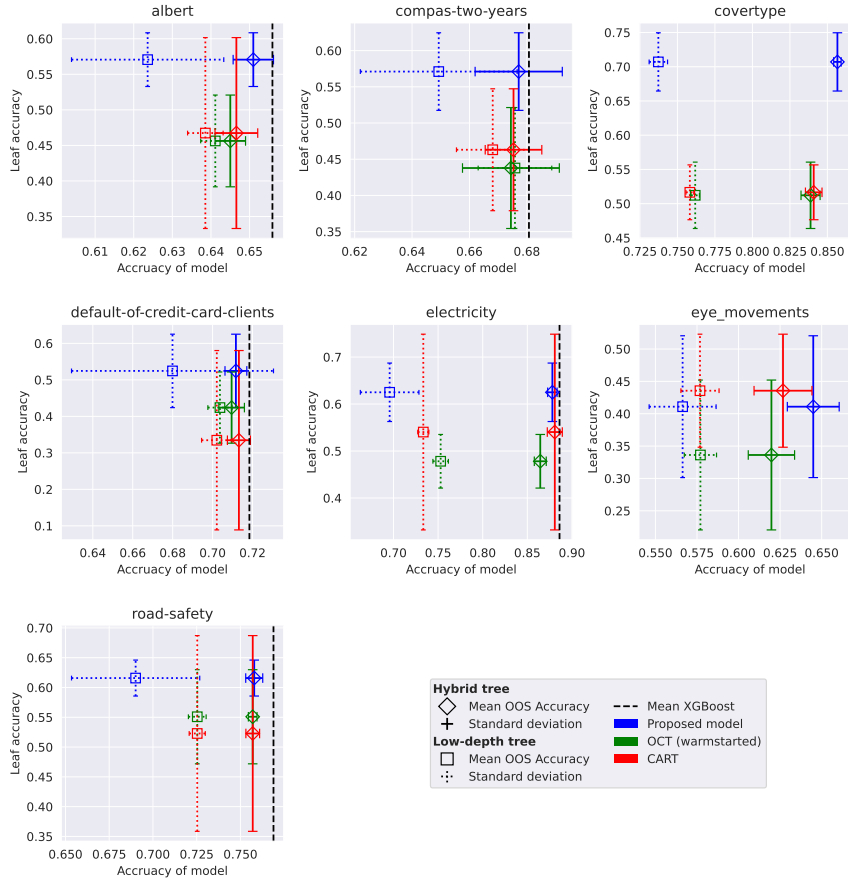 albert
compas-two-years
covertype
Leaf accuracy
0.60
0.55
0.50
0.45
0.40
0.35
0.61
0.62
0.63
0.64
0.65
Accruacy of model
Leaf accuracy
0.60
0.55
0.50
0.45
0.40
0.35
0.62
0.64
0.66
0.68
Accruacy of model
Leaf accuracy
0.75
0.70
0.65
0.60
0.55
0.50
0.45
0.725
0.750
0.775
0.800
0.825
0.850
Accruacy of model
default-of-credit-card-clients
electricity
eye_movements
Leaf accuracy
0.6
0.5
0.4
0.3
0.2
0.1
0.64
0.66
0.68
0.70
0.72
Accruacy of model
Leaf accuracy
0.7
0.6
0.5
0.4
0.70
0.75
0.80
0.85
0.90
Accruacy of model
Leaf accuracy
0.50
0.45
0.40
0.35
0.30
0.25
0.550
0.575
0.600
0.625
0.650
Accruacy of model
road-safety
Leaf accuracy
0.70
0.65
0.60
0.55
0.50
0.45
0.40
0.35
0.650
0.675
0.700
0.725
0.750
Accruacy of model
Hybrid tree
Mean OOS Accuracy
Standard deviation
Low-depth tree
Mean OOS Accuracy
Standard deviation
Mean XGBoost
Proposed model
OCT (warmstarted)
CART